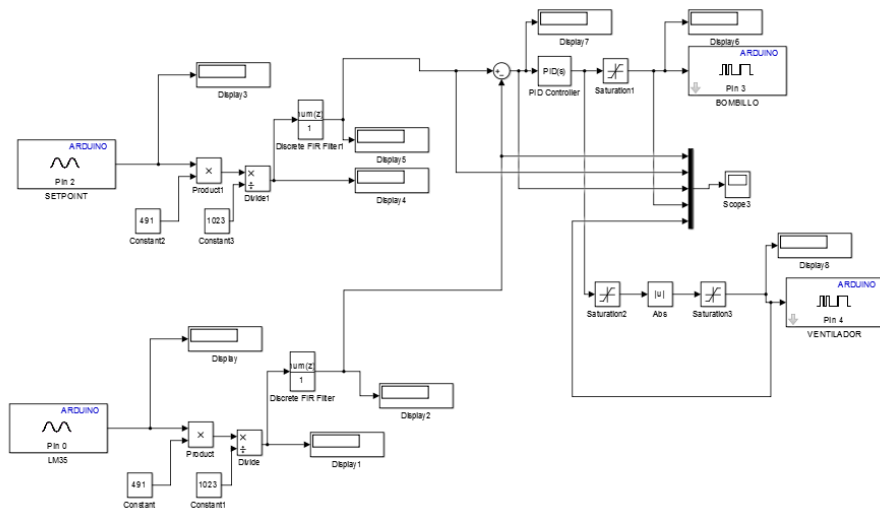 ARDUINO
Pin 2
SETPOINT
Display3
491
Constant2
×
Product1
1023
Constant3
×
÷
Divide1
num(z)
1
Discrete FIR Filter1
Display5
Display4
+
-
Display7
PID(s)
PID Controller
Saturation1
Display6
ARDUINO
Pin 3
BOMBILLO
Scope3
Saturation2
|u|
Abs
Saturation3
Display8
ARDUINO
Pin 4
VENTILADOR
ARDUINO
Pin 0
LM35
Display
491
Constant
×
Product
1023
Constant1
×
÷
Divide
num(z)
1
Discrete FIR Filter
Display2
Display1